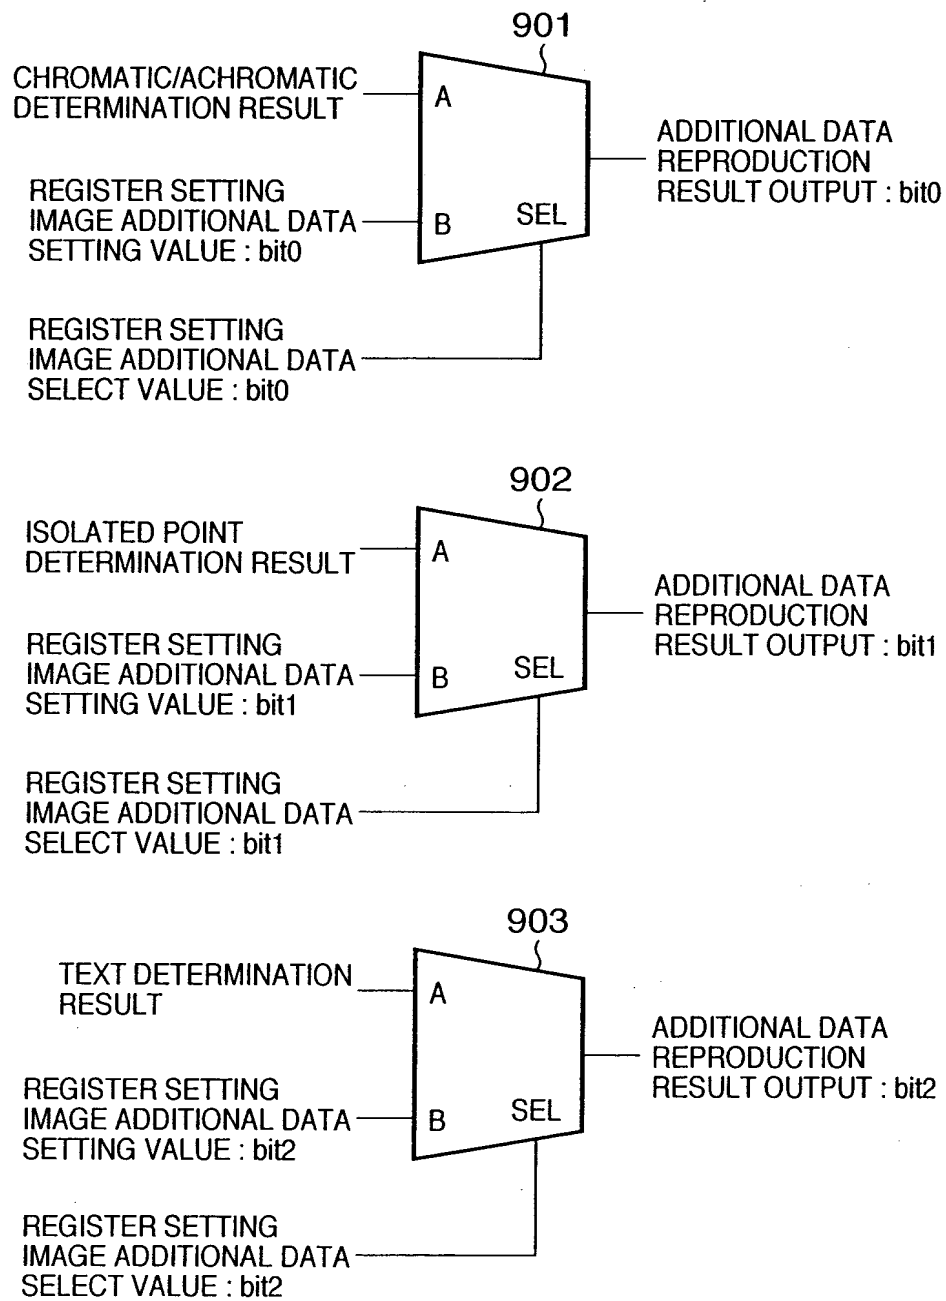 901
CHROMATIC/ACHROMATIC
DETERMINATION RESULT
A
ADDITIONAL DATA
REPRODUCTION
RESULT OUTPUT : bit0
REGISTER SETTING
IMAGE ADDITIONAL DATA
SETTING VALUE : bit0
B
SEL
REGISTER SETTING
IMAGE ADDITIONAL DATA
SELECT VALUE : bit0
902
ISOLATED POINT
DETERMINATION RESULT
A
ADDITIONAL DATA
REPRODUCTION
RESULT OUTPUT : bit1
REGISTER SETTING
IMAGE ADDITIONAL DATA
SETTING VALUE : bit1
B
SEL
REGISTER SETTING
IMAGE ADDITIONAL DATA
SELECT VALUE : bit1
903
TEXT DETERMINATION
RESULT
A
ADDITIONAL DATA
REPRODUCTION
RESULT OUTPUT : bit2
REGISTER SETTING
IMAGE ADDITIONAL DATA
SETTING VALUE : bit2
B
SEL
REGISTER SETTING
IMAGE ADDITIONAL DATA
SELECT VALUE : bit2